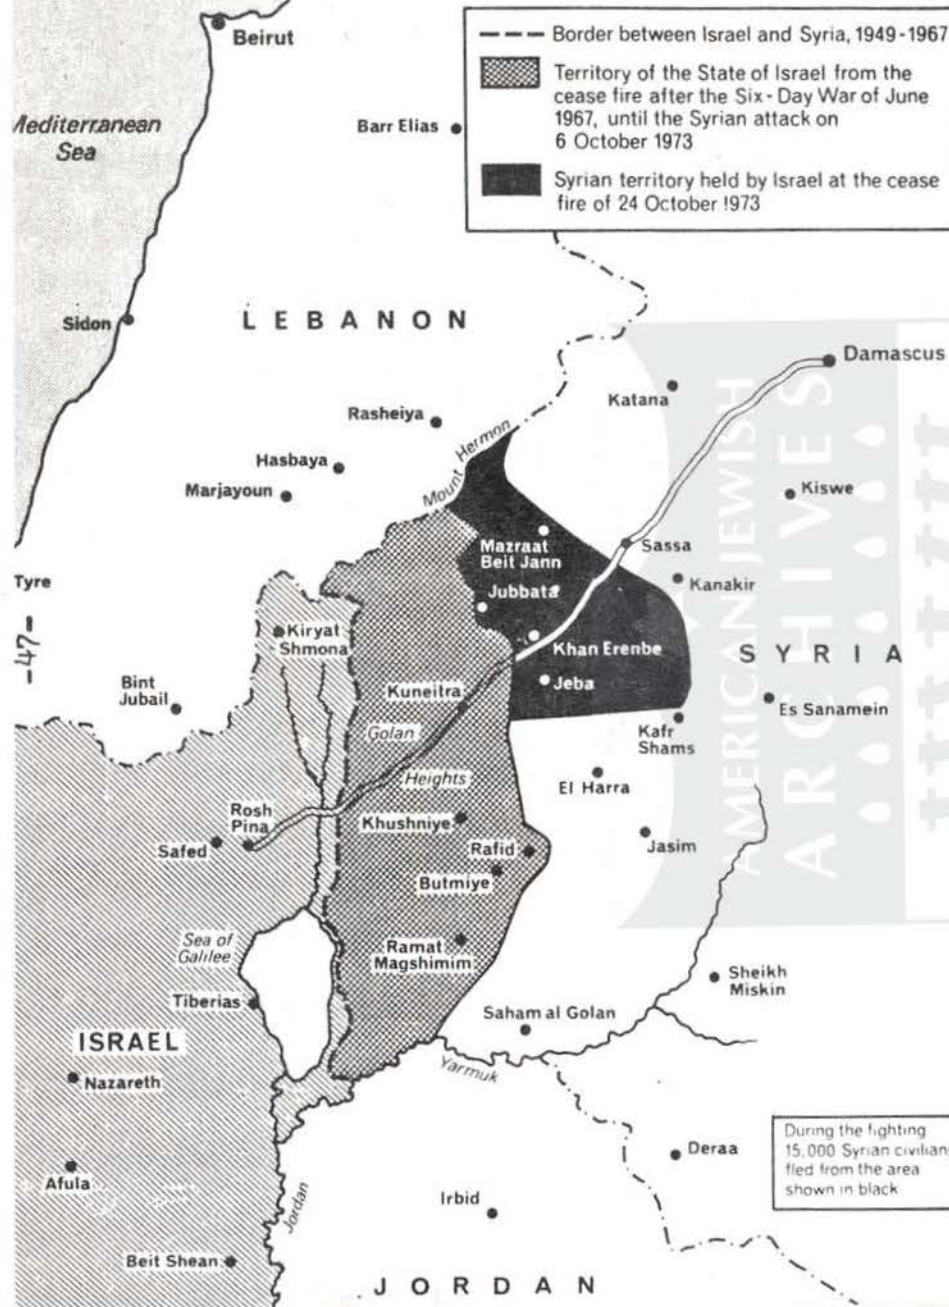 Beirut
Border between Israel and Syria, 1949-1967
Territory of the State of Israel from the
cease fire after the Six-Day War of June
1967, until the Syrian attack on
6 October 1973
Syrian territory held by Israel at the cease
fire of 24 October !973
Mediterranean
Sea
Barr Elias
Sidon
LEBANON
Damascus
Katana
Rasheiya
Mount Hermon
Hasbaya
Marjayoun
Kiswe
Mazraat
Beit Jann
Sassa
Tyre
Jubbata
Kanakir
-47-
Kiryat
Shmona
Khan Erenbe
SYRIA
Bint
Jubail
Kuneitra
Jeba
Es Sanamein
Golan
Heights
Kafr
Shams
El Harra
Rosh
Pina
Khushniye
Safed
Rafid
Jasim
Butmiye
Sea of
Galilee
Ramat
Magshimim
Sheikh
Miskin
Tiberias
Saham al Golan
ISRAEL
Yarmuk
Nazareth
During the fighting
15,000 Syrian civilian
fled from the area
shown in black
Deraa
Afula
Jordan
Irbid
Beit Shean
JORDAN
AMERICAN JEWISH
ARCHIVES